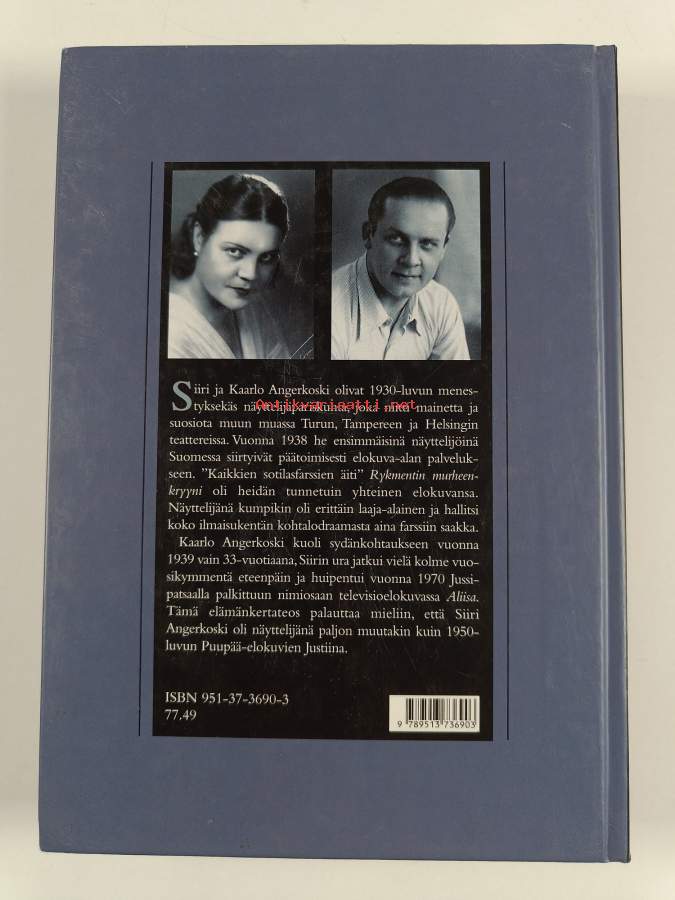 Siiri ja Kaarlo Angerkoski olivat 1930-luvun menes-
tyksekäs näyttelijäpariskunta, joka niitti mainetta ja
Antikvariaatti.net
suosiota muun muassa Turun, Tampereen ja Helsingin
teattereissa. Vuonna 1938 he ensimmäisinä näyttelijöinä
Suomessa siirtyivät päätoimisesti elokuva-alan palveluk-
seen. ”Kaikkien sotilasfarssien äiti” Rykmentin murheen-
kryyni oli heidän tunnetuin yhteinen elokuvansa.
Näyttelijänä kumpikin oli erittäin laaja-alainen ja hallitsi
koko ilmaisukentän kohtalodraamasta aina farssiin saakka.
Kaarlo Angerkoski kuoli sydänkohtaukseen vuonna
1939 vain 33-vuotiaana, Siirin ura jatkui vielä kolme vuo-
sikymmentä eteenpäin ja huipentui vuonna 1970 Jussi-
patsaalla palkittuun nimiosaan televisioelokuvassa Aliisa.
Tämä elämänkertateos palauttaa mieliin, että Siiri
Angerkoski oli näyttelijänä paljon muutakin kuin 1950-
luvun Puupää-elokuvien Justiina.
ISBN 951-37-3690-3
77.49
9 789513 736903